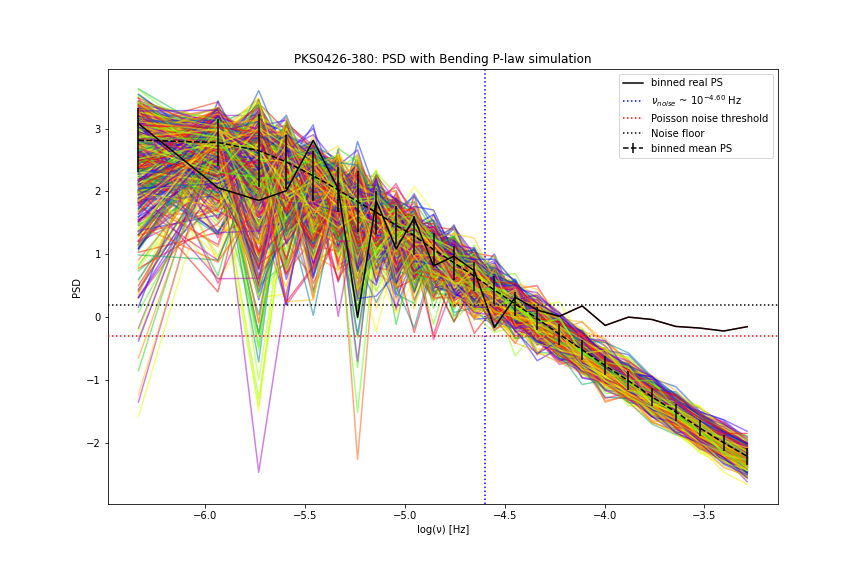 PKS0426-380: PSD with Bending P-law simulation
binned real PS
ν_noise ~ 10^−4.60 Hz
Poisson noise threshold
Noise floor
binned mean PS
PSD
3
2
1
0
−1
−2
−6.0 −5.5 −5.0 −4.5 −4.0 −3.5
log(ν) [Hz]